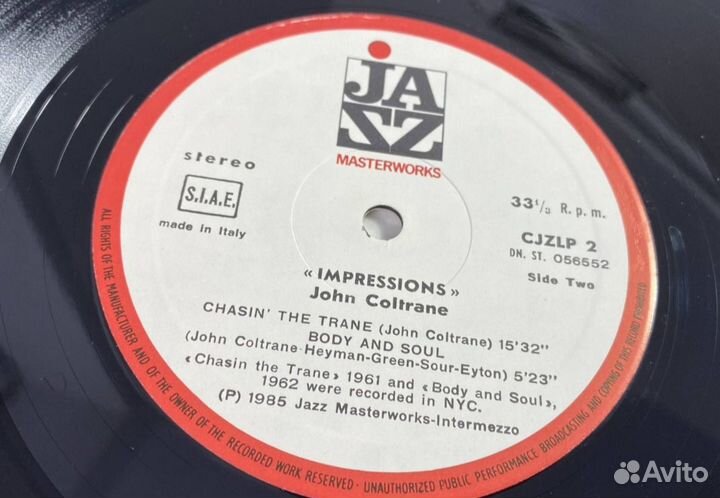 JAZZ
MASTERWORKS
stereo
S.I.A.E.
made in Italy
33 1/3 R.p.m.
CJZLP 2
DN. ST. 056552
Side Two
«IMPRESSIONS»
John Coltrane
CHASIN' THE TRANE (John Coltrane) 15'32"
BODY AND SOUL
(John Coltrane-Heyman-Green-Sour-Eyton) 5'23"
«Chasin the Trane» 1961 and «Body and Soul»,
1962 were recorded in NYC.
(P) 1985 Jazz Masterworks-Intermezzo
ALL RIGHTS OF THE MANUFACTURER AND OF THE OWNER OF THE RECORDED WORK RESERVED - UNAUTHORIZED PUBLIC PERFORMANCE BROADCASTING AND COPYING OF THIS RECORD PROHIBITED
Avito